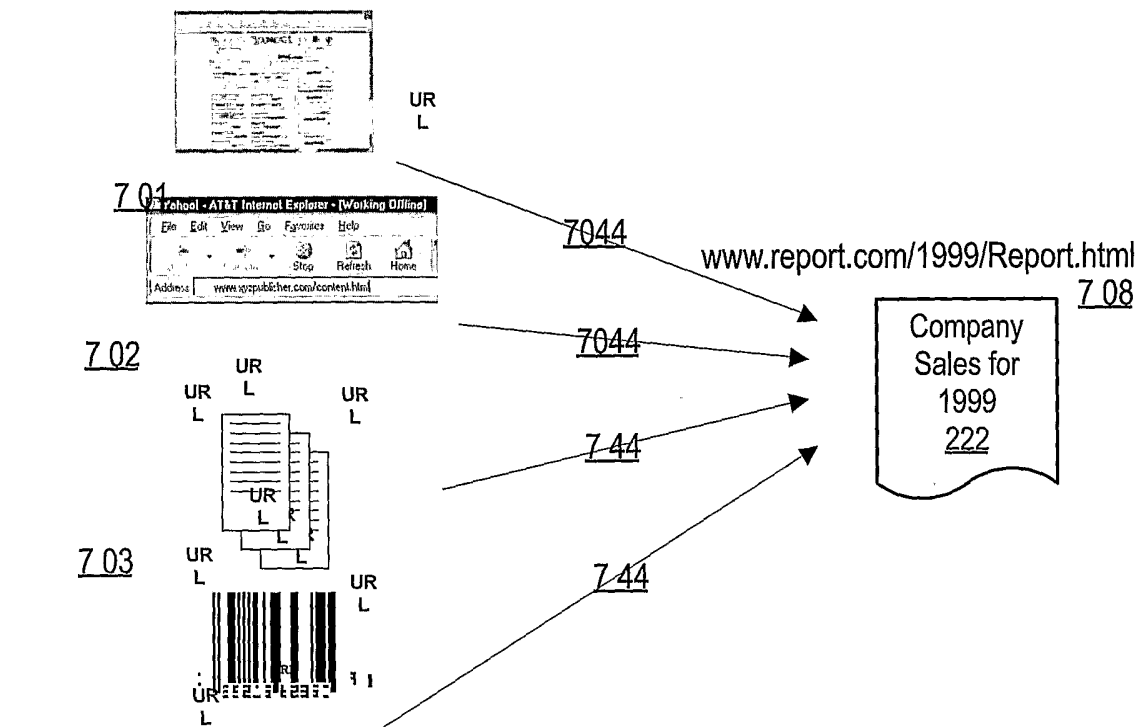 UR
L
7 01
Yahoo! - AT&T Internet Explorer - [Working Offline]
File Edit View Go Favorites Help
Stop Refresh Home
Address www.xyzpublisher.com/content.html
7044
www.report.com/1999/Report.html
7 08
Company
Sales for
1999
222
7044
7 02
UR
L
UR
L
UR
L
7 44
UR
L
L
L
7 03
UR
L
UR
L
7 44
UR
L